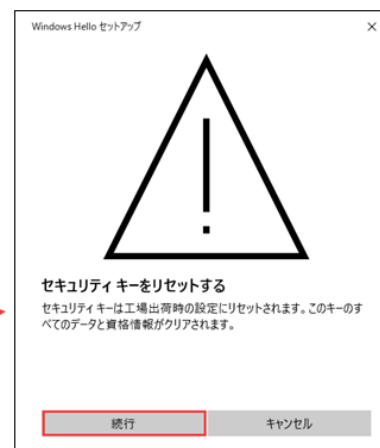 Windows Hello セットアップ
セキュリティ キーをリセットする
セキュリティ キーは工場出荷時の設定にリセットされます。このキーのす
べてのデータと資格情報がクリアされます。
続行
キャンセル